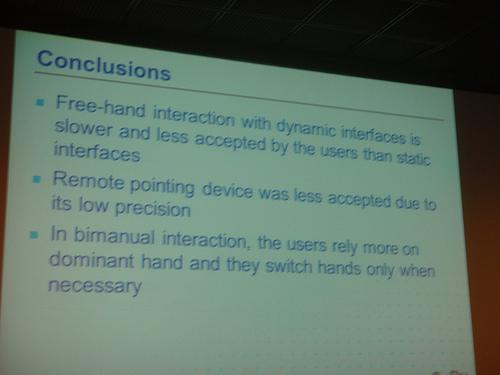 Conclusions
Free-hand interaction with dynamic interfaces is
slower and less accepted by the users than static
interfaces
Remote pointing device was less accepted due to
its low precision
In bimanual interaction, the users rely more on
dominant hand and they switch hands only when
necessary